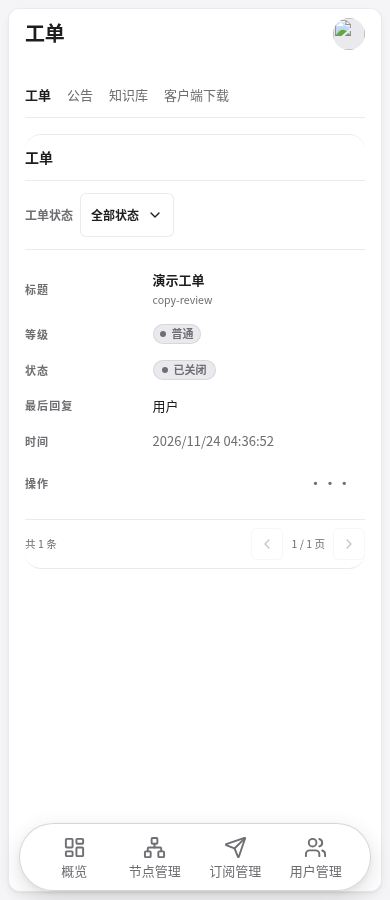 工单
工单 公告 知识库 客户端下载
工单
工单状态 全部状态
标题 演示工单
copy-review
等级 普通
状态 已关闭
最后回复 用户
时间 2026/11/24 04:36:52
操作
共 1 条 1 / 1 页
概览 节点管理 订阅管理 用户管理